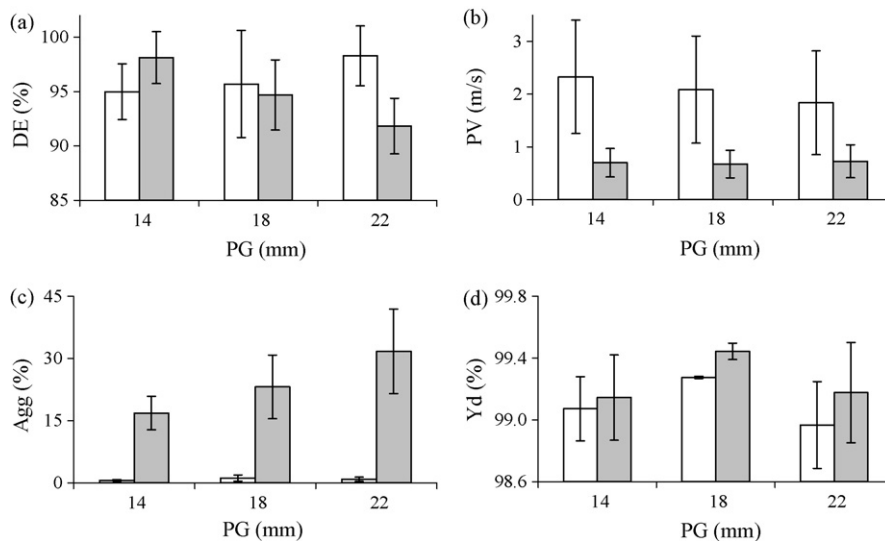 (a)
100
95
90
85
DE (%)
14 18 22
PG (mm)
(b)
3
2
1
0
PV (m/s)
14 18 22
PG (mm)
(c)
45
30
15
0
Agg (%)
14 18 22
PG (mm)
(d)
99.8
99.4
99.0
98.6
Yd (%)
14 18 22
PG (mm)